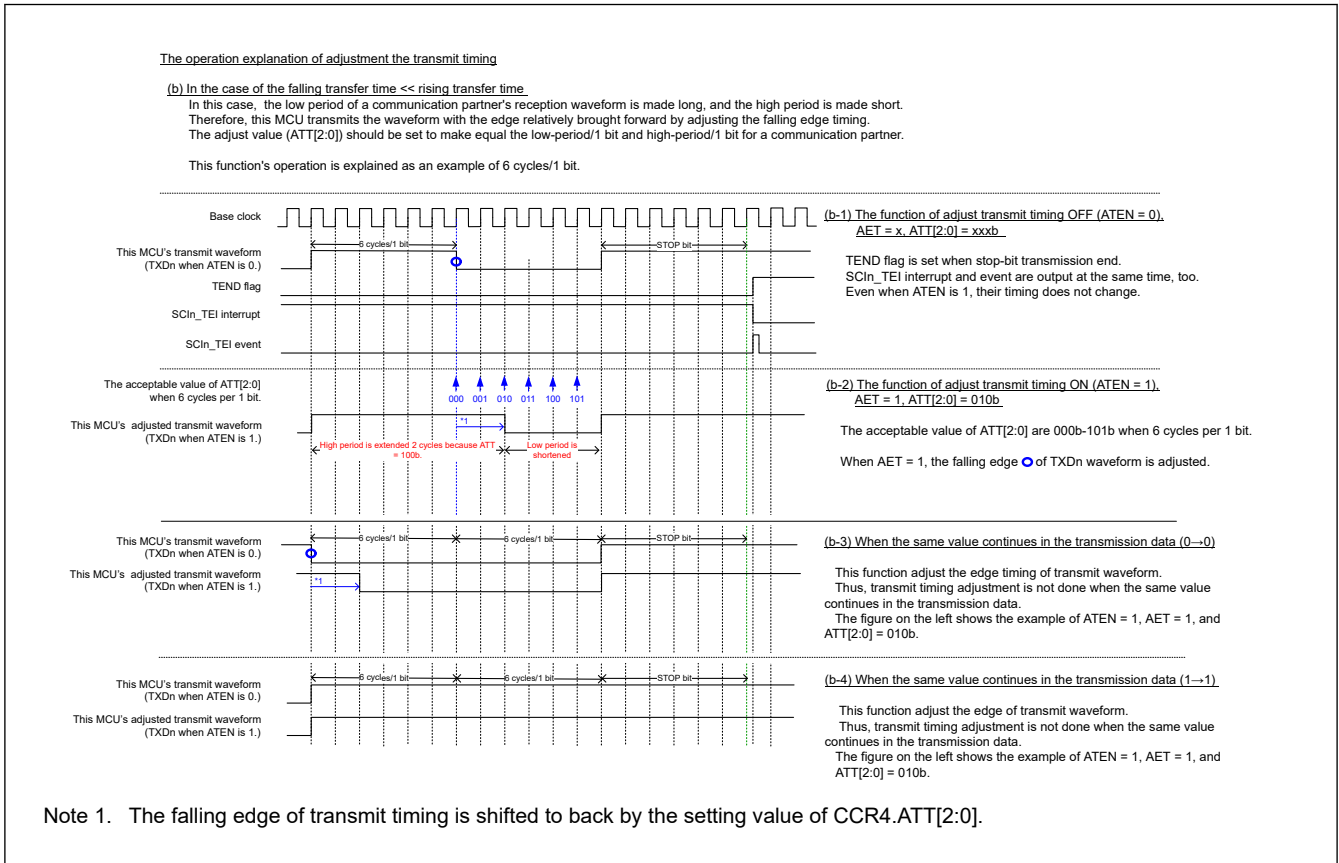 The operation explanation of adjustment the transmit timing
(b) In the case of the falling transfer time << rising transfer time
In this case, the low period of a communication partner's reception waveform is made long, and the high period is made short.
Therefore, this MCU transmits the waveform with the edge relatively brought forward by adjusting the falling edge timing.
The adjust value (ATT[2:0]) should be set to make equal the low-period/1 bit and high-period/1 bit for a communication partner.
This function's operation is explained as an example of 6 cycles/1 bit.
Base clock
This MCU's transmit waveform
(TXDn when ATEN is 0.)
6 cycles/1 bit
STOP bit
TEND flag
SCIn_TEI interrupt
SCIn_TEI event
(b-1) The function of adjust transmit timing OFF (ATEN = 0),
AET = x, ATT[2:0] = xxxb
TEND flag is set when stop-bit transmission end.
SCIn_TEI interrupt and event are output at the same time, too.
Even when ATEN is 1, their timing does not change.
The acceptable value of ATT[2:0]
when 6 cycles per 1 bit.
000 001 010 011 100 101
This MCU's adjusted transmit waveform
(TXDn when ATEN is 1.)
*1
High period is extended 2 cycles because ATT
= 100b.
Low period is
shortened
(b-2) The function of adjust transmit timing ON (ATEN = 1),
AET = 1, ATT[2:0] = 010b
The acceptable value of ATT[2:0] are 000b-101b when 6 cycles per 1 bit.
When AET = 1, the falling edge of TXDn waveform is adjusted.
This MCU's transmit waveform
(TXDn when ATEN is 0.)
6 cycles/1 bit
6 cycles/1 bit
STOP bit
This MCU's adjusted transmit waveform
(TXDn when ATEN is 1.)
*1
(b-3) When the same value continues in the transmission data (0→0)
This function adjust the edge timing of transmit waveform.
Thus, transmit timing adjustment is not done when the same value
continues in the transmission data.
The figure on the left shows the example of ATEN = 1, AET = 1, and
ATT[2:0] = 010b.
This MCU's transmit waveform
(TXDn when ATEN is 0.)
6 cycles/1 bit
6 cycles/1 bit
STOP bit
This MCU's adjusted transmit waveform
(TXDn when ATEN is 1.)
(b-4) When the same value continues in the transmission data (1→1)
This function adjust the edge of transmit waveform.
Thus, transmit timing adjustment is not done when the same value
continues in the transmission data.
The figure on the left shows the example of ATEN = 1, AET = 1, and
ATT[2:0] = 010b.
Note 1. The falling edge of transmit timing is shifted to back by the setting value of CCR4.ATT[2:0].